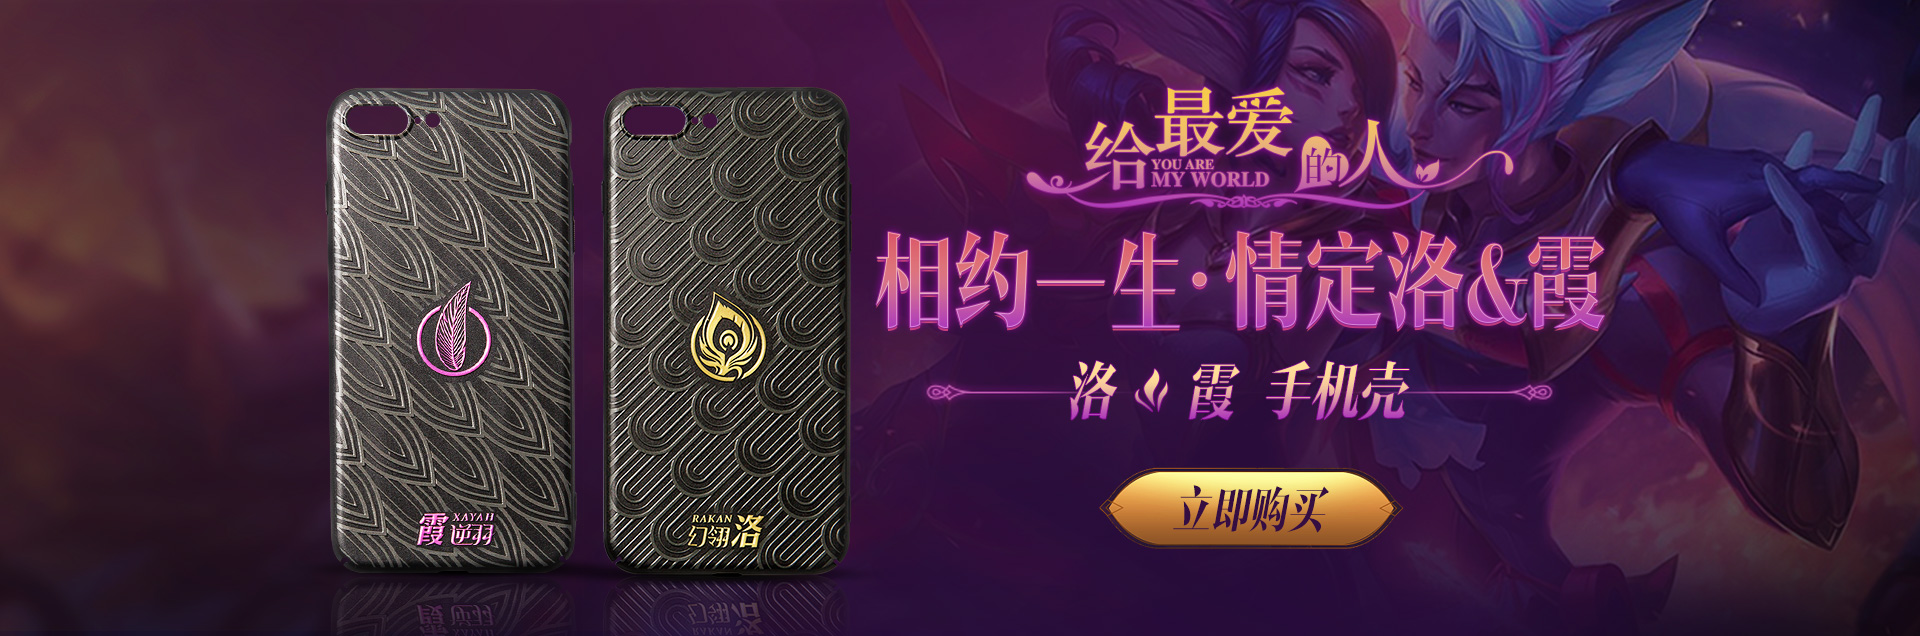 给最爱的人
YOU ARE
MY WORLD
相约一生·情定洛&霞
洛 霞 手机壳
立即购买
霞 XAYAH 逆羽
RAKAN 幻翎 洛